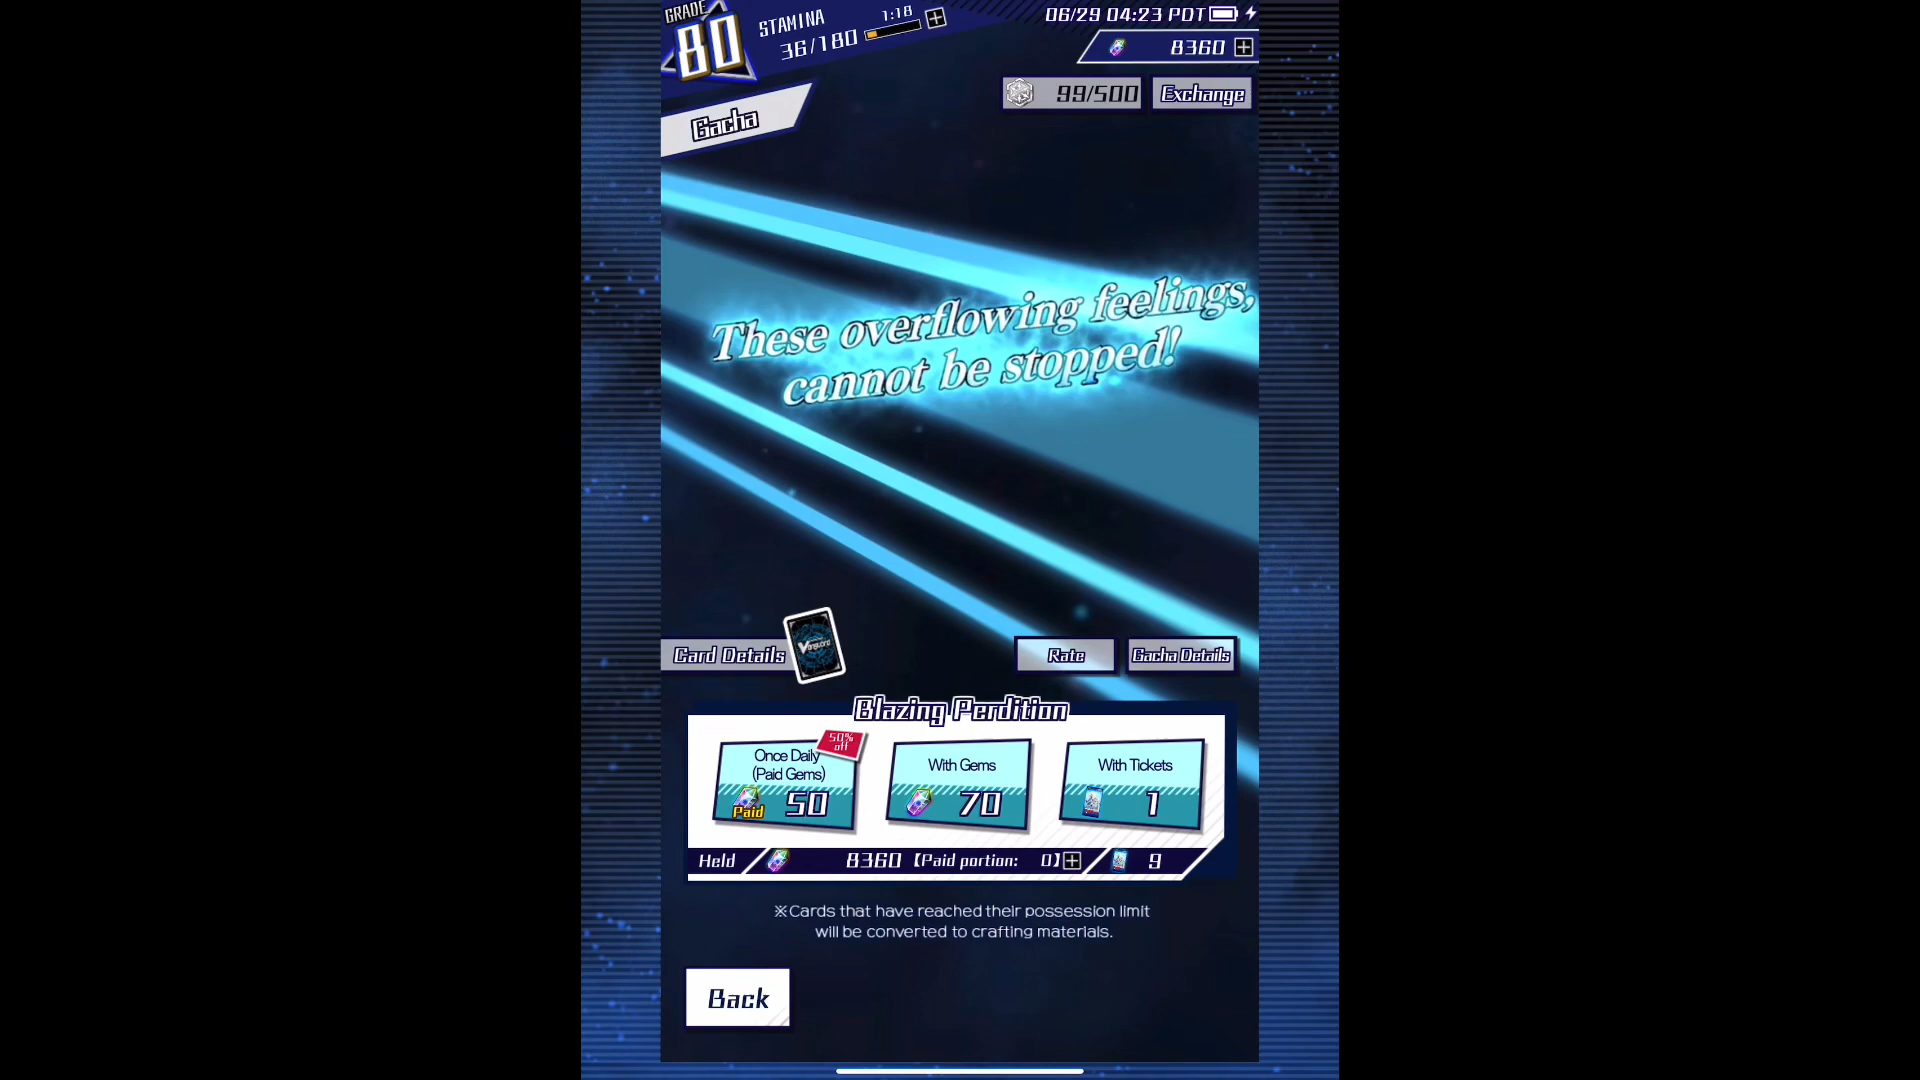 GRADE
80
STAMINA
1:18
36/180
06/29 04:23 PDT
8360
99/500
Exchange
Gacha
These overflowing feelings,
cannot be stopped!
Card Details
Vanguard
Rate
Gacha Details
Blazing Perdition
50%
off
Once Daily
(Paid Gems)
Paid 50
With Gems
70
With Tickets
1
Held 8360 【Paid portion: 0】 9
※Cards that have reached their possession limit
will be converted to crafting materials.
Back